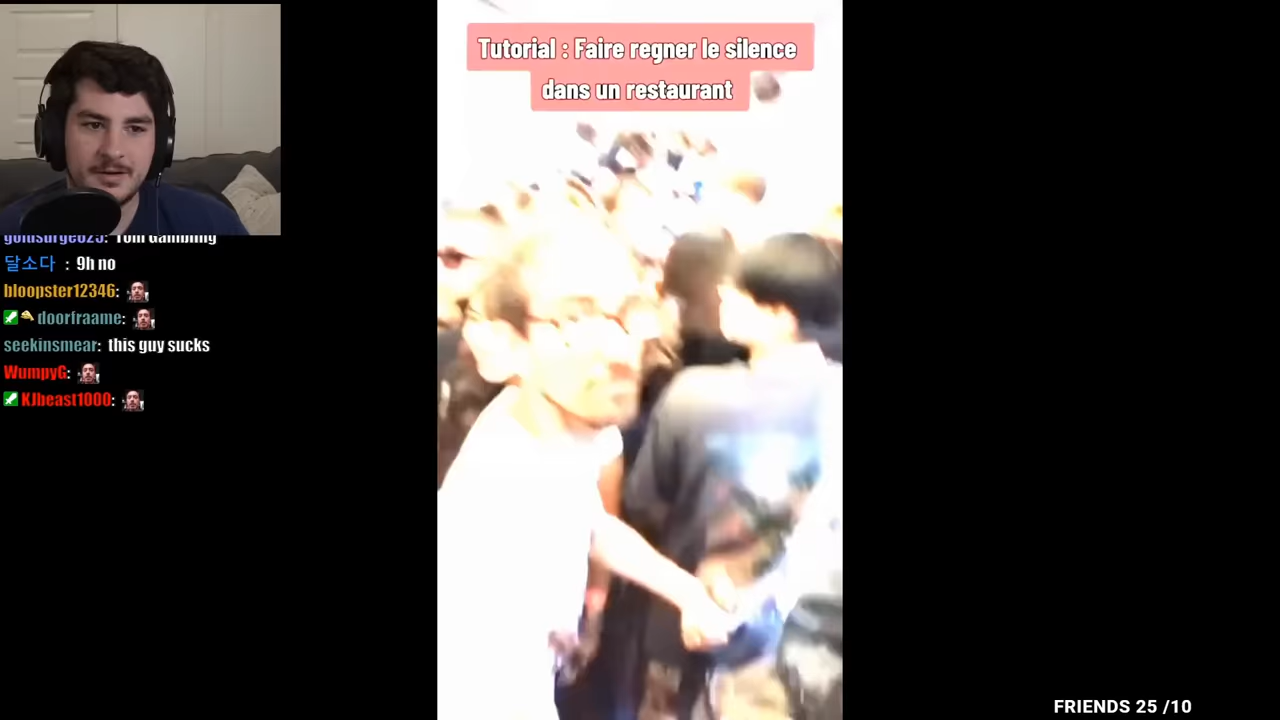 Tutorial : Faire regner le silence
dans un restaurant
달소다 : 9h no
bloopster12346:
doorfraame:
seekinsmear: this guy sucks
WumpyG:
KJbeast1000:
FRIENDS 25 /10